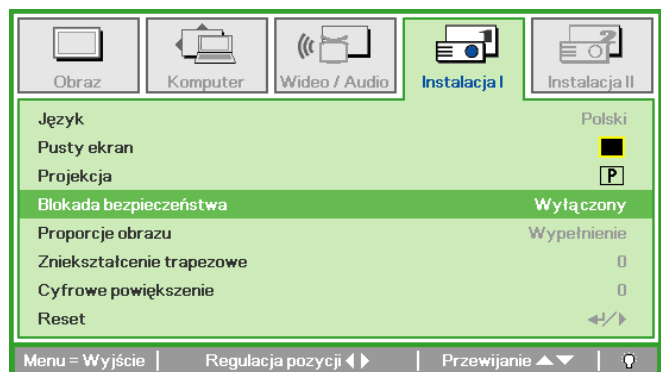 Obraz
Komputer
Wideo / Audio
Instalacja I
Instalacja II
Język Polski
Pusty ekran
Projekcja P
Blokada bezpieczeństwa Wyłączony
Proporcje obrazu Wypełnienie
Zniekształcenie trapezowe 0
Cyfrowe powiększenie 0
Reset
Menu = Wyjście | Regulacja pozycji | Przewijanie |